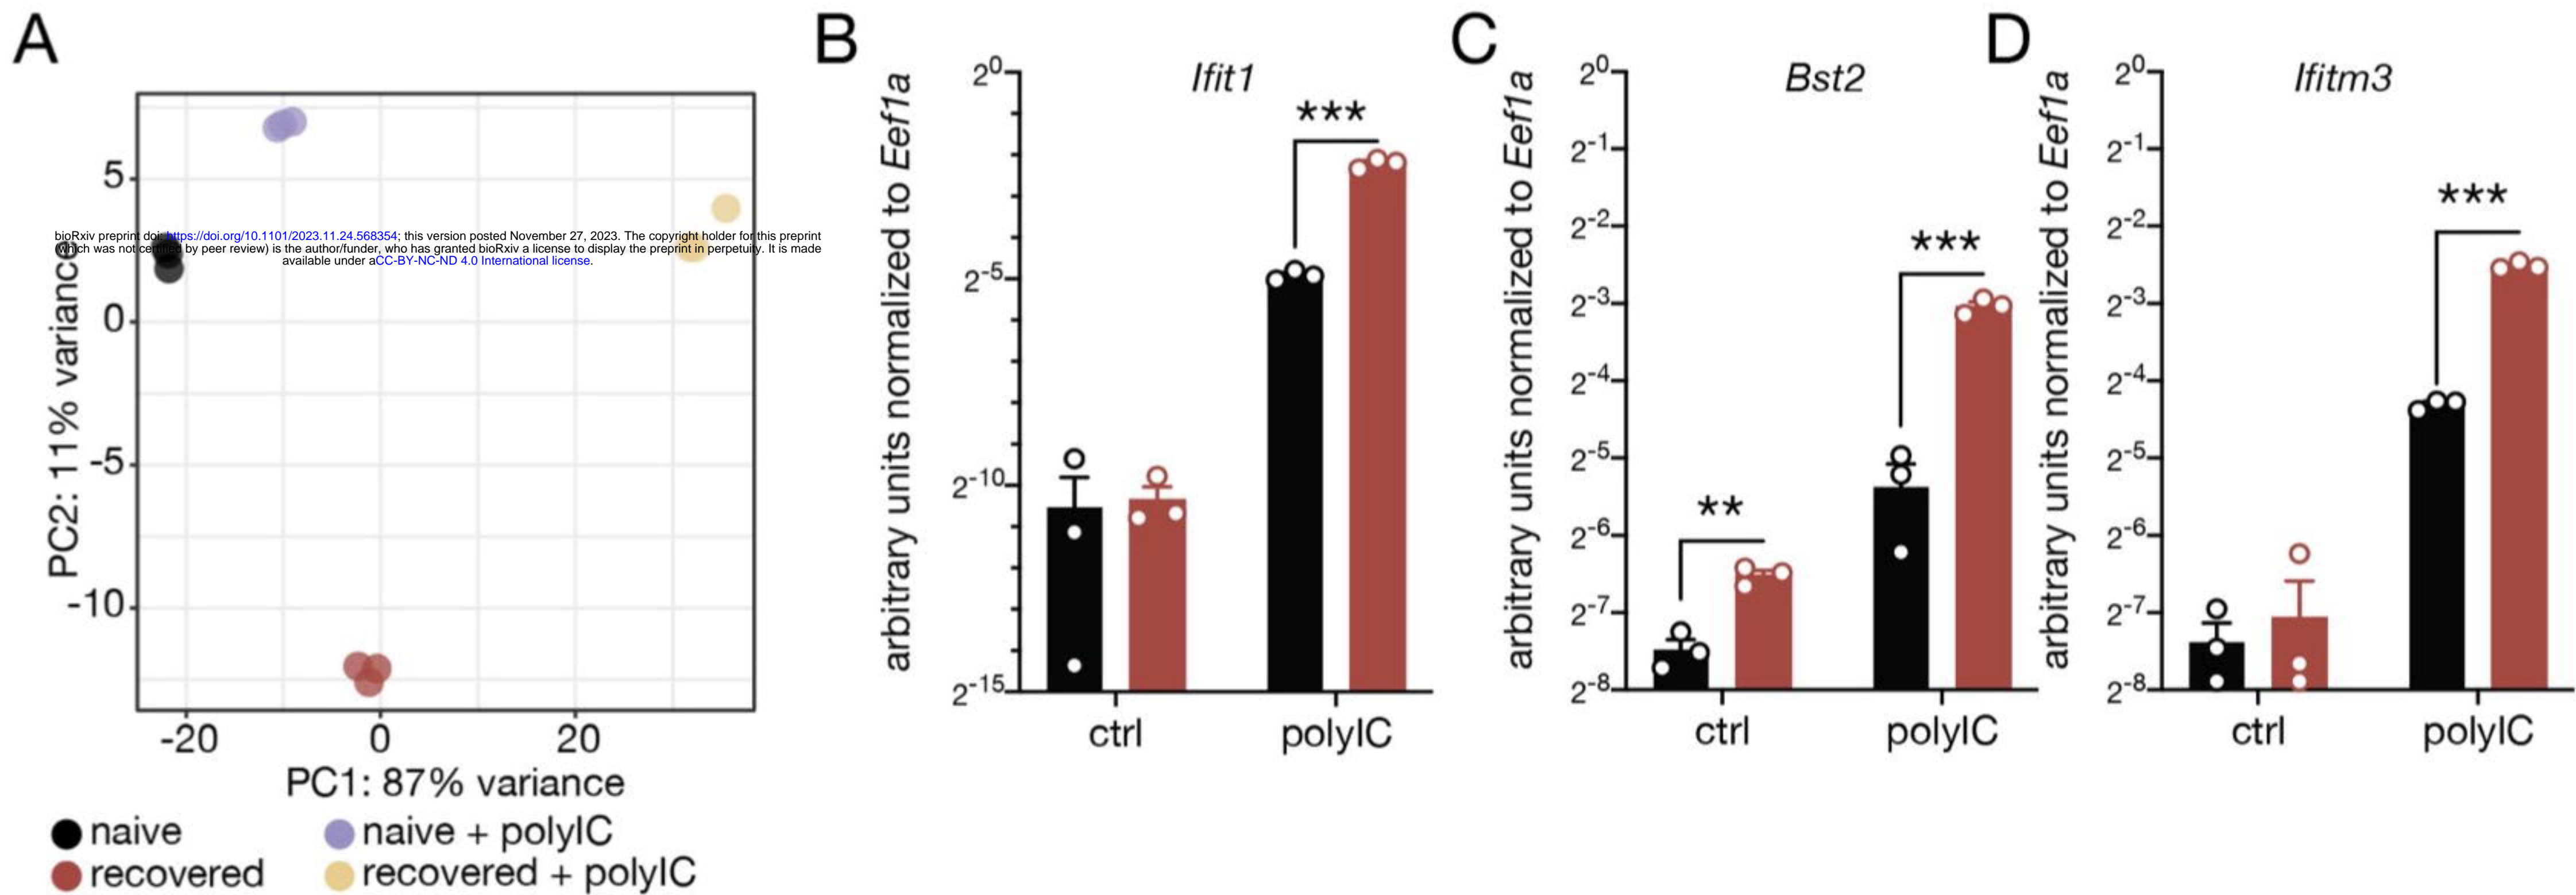 A
PC2: 11% variance
5
0
-5
-10
-20
0
20
PC1: 87% variance
naive
recovered
naive + polyIC
recovered + polyIC
bioRxiv preprint doi: https://doi.org/10.1101/2023.11.24.568354; this version posted November 27, 2023. The copyright holder for this preprint
(which was not certified by peer review) is the author/funder, who has granted bioRxiv a license to display the preprint in perpetuity. It is made
available under aCC-BY-NC-ND 4.0 International license.
B
arbitrary units normalized to Eef1a
Ifit1
2^0
2^-5
2^-10
2^-15
***
ctrl
polyIC
C
arbitrary units normalized to Eef1a
Bst2
2^0
2^-1
2^-2
2^-3
2^-4
2^-5
2^-6
2^-7
2^-8
**
***
ctrl
polyIC
D
arbitrary units normalized to Eef1a
Ifitm3
2^0
2^-1
2^-2
2^-3
2^-4
2^-5
2^-6
2^-7
2^-8
***
ctrl
polyIC